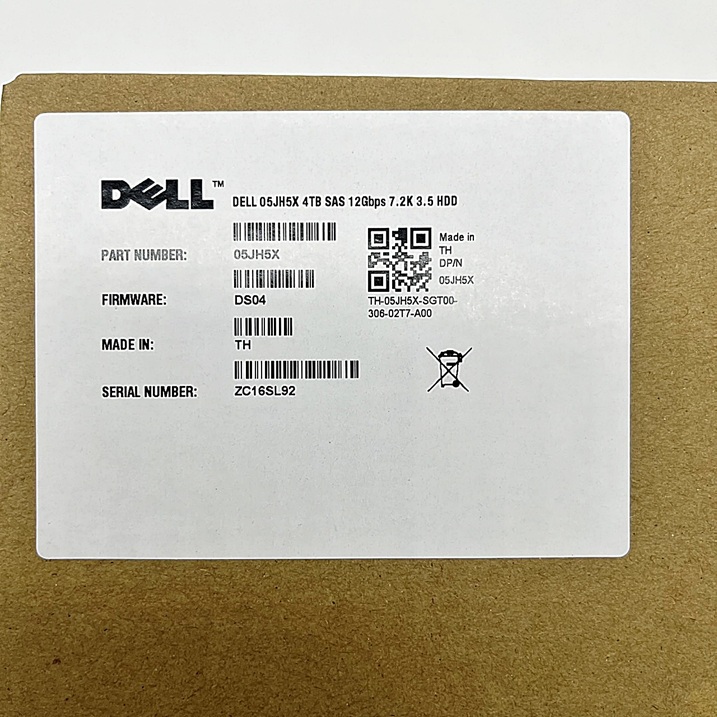 DELL™ DELL 05JH5X 4TB SAS 12Gbps 7.2K 3.5 HDD
PART NUMBER: 05JH5X
FIRMWARE: DS04
MADE IN: TH
SERIAL NUMBER: ZC16SL92
Made in
TH
DP/N
05JH5X
TH-05JH5X-SGT00-
306-02T7-A00